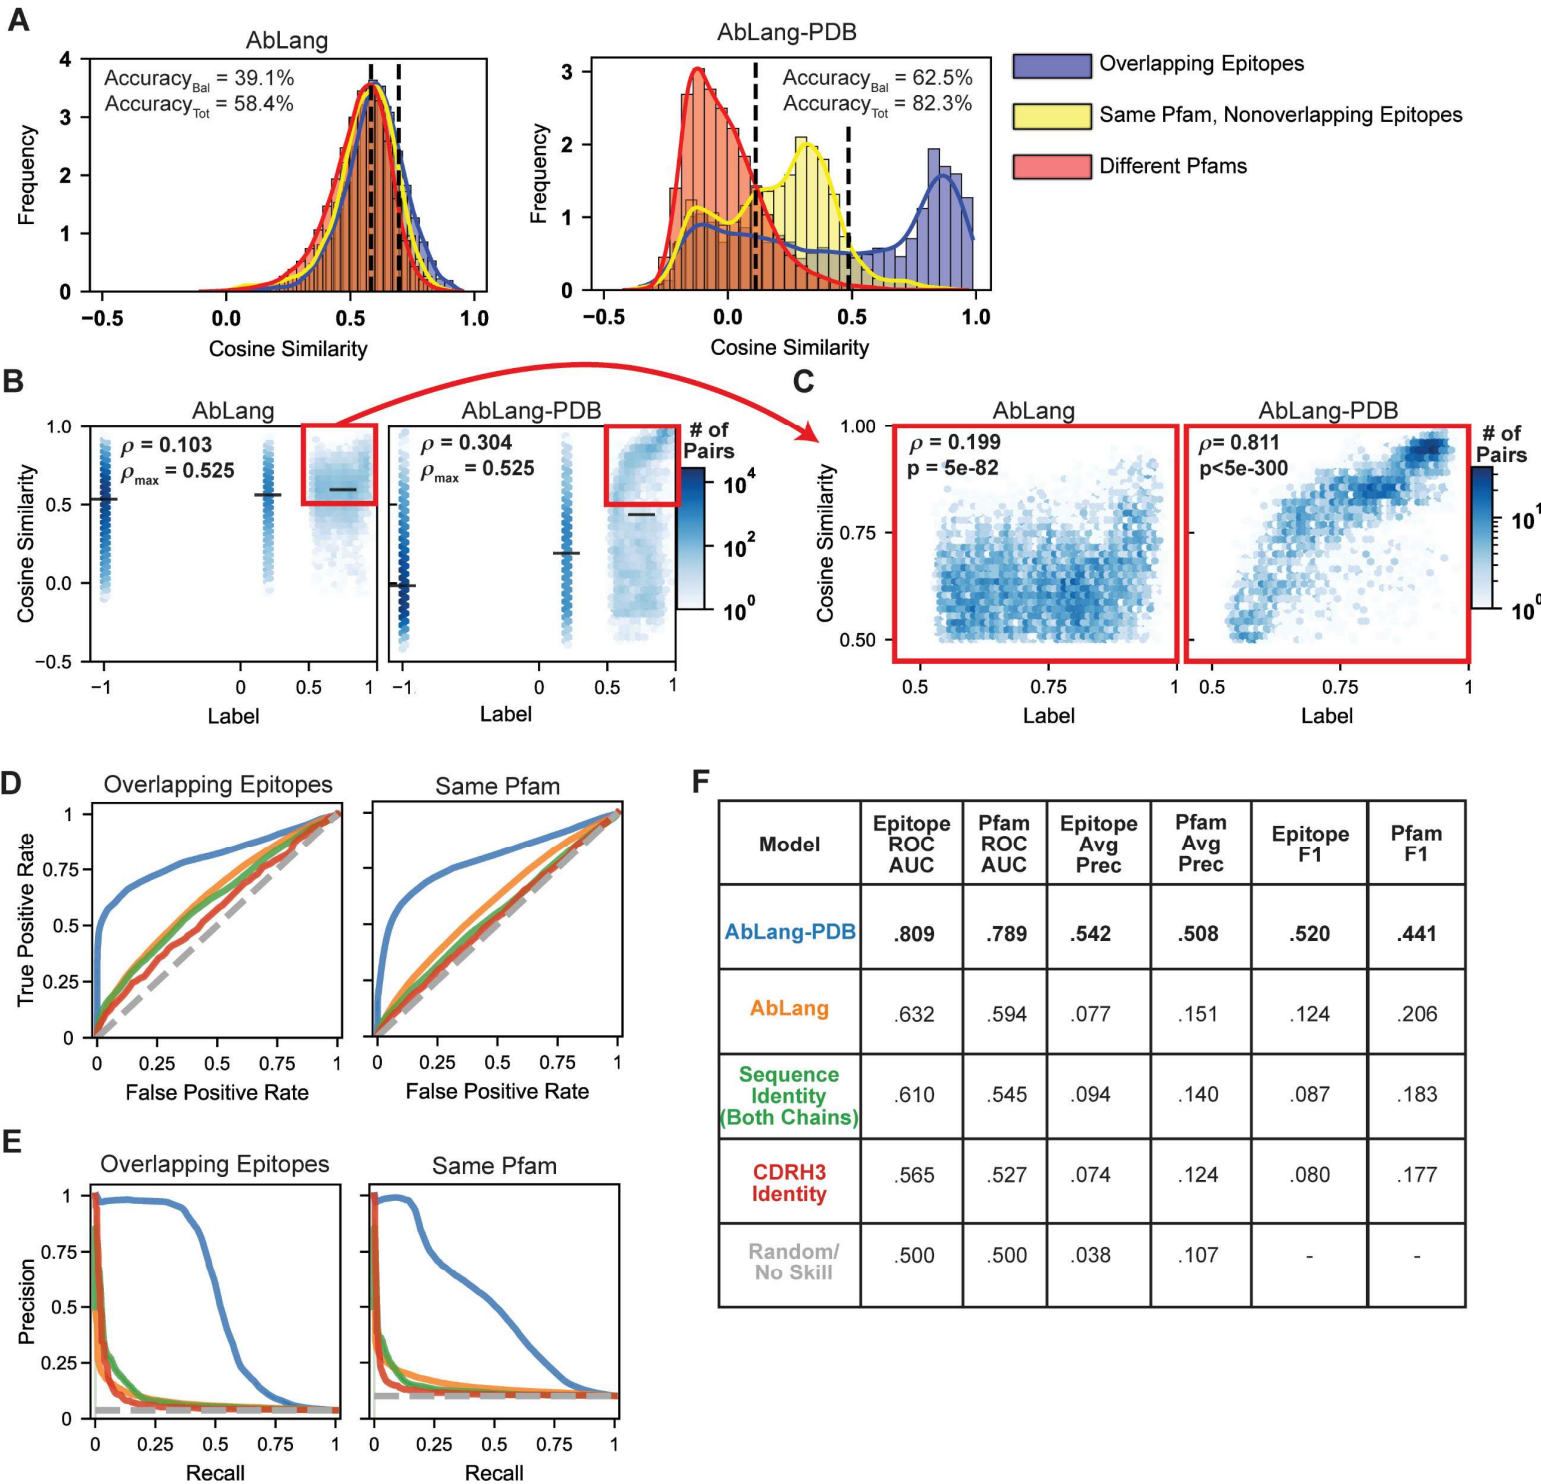 A
AbLang
Accuracy_Bal = 39.1%
Accuracy_Tot = 58.4%
Frequency
4
3
2
1
0
−0.5
0.0
0.5
1.0
Cosine Similarity
AbLang-PDB
Accuracy_Bal = 62.5%
Accuracy_Tot = 82.3%
Frequency
3
2
1
0
−0.5
0.0
0.5
1.0
Cosine Similarity
Overlapping Epitopes
Same Pfam, Nonoverlapping Epitopes
Different Pfams
B
AbLang
ρ = 0.103
ρ_max = 0.525
Cosine Similarity
1.0
0.5
0.0
−0.5
−1
0
0.5
1
Label
AbLang-PDB
ρ = 0.304
ρ_max = 0.525
−1
0
0.5
1
Label
# of
Pairs
10^4
10^2
10^0
C
AbLang
ρ = 0.199
p = 5e-82
Cosine Similarity
1.00
0.75
0.50
0.5
0.75
1
Label
AbLang-PDB
ρ= 0.811
p<5e-300
0.5
0.75
1
Label
# of
Pairs
10^1
10^0
D
Overlapping Epitopes
True Positive Rate
1
0.75
0.5
0.25
0
0
0.25
0.5
0.75
1
False Positive Rate
Same Pfam
0
0.25
0.5
0.75
1
False Positive Rate
E
Overlapping Epitopes
Precision
1
0.75
0.5
0.25
0
0
0.25
0.5
0.75
1
Recall
Same Pfam
0
0.25
0.5
0.75
1
Recall
F
Model
Epitope
ROC
AUC
Pfam
ROC
AUC
Epitope
Avg
Prec
Pfam
Avg
Prec
Epitope
F1
Pfam
F1
AbLang-PDB
.809
.789
.542
.508
.520
.441
AbLang
.632
.594
.077
.151
.124
.206
Sequence
Identity
(Both Chains)
.610
.545
.094
.140
.087
.183
CDRH3
Identity
.565
.527
.074
.124
.080
.177
Random/
No Skill
.500
.500
.038
.107
-
-